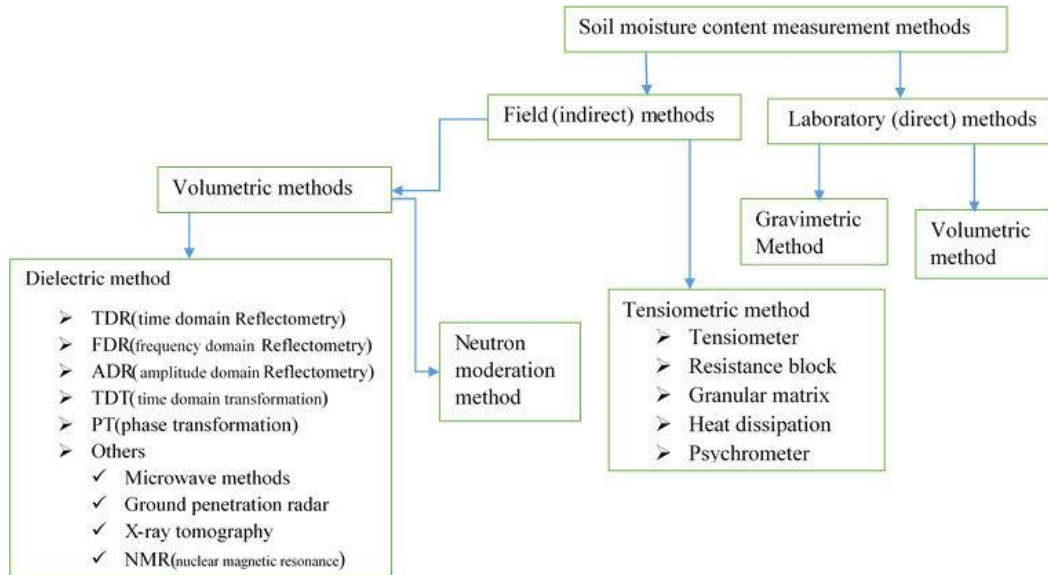 Soil moisture content measurement methods
Field (indirect) methods
Laboratory (direct) methods
Volumetric methods
Gravimetric
Method
Volumetric
method
Dielectric method
➤ TDR(time domain Reflectometry)
➤ FDR(frequency domain Reflectometry)
➤ ADR(amplitude domain Reflectometry)
➤ TDT(time domain transformation)
➤ PT(phase transformation)
➤ Others
✓ Microwave methods
✓ Ground penetration radar
✓ X-ray tomography
✓ NMR(nuclear magnetic resonance)
Neutron
moderation
method
Tensiometric method
➤ Tensiometer
➤ Resistance block
➤ Granular matrix
➤ Heat dissipation
➤ Psychrometer